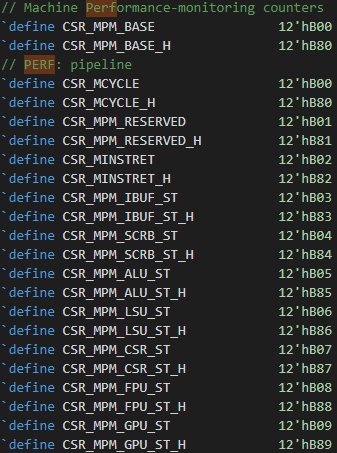 // Machine Performance-monitoring counters
`define CSR_MPM_BASE 12'hB00
`define CSR_MPM_BASE_H 12'hB80
// PERF: pipeline
`define CSR_MCYCLE 12'hB00
`define CSR_MCYCLE_H 12'hB80
`define CSR_MPM_RESERVED 12'hB01
`define CSR_MPM_RESERVED_H 12'hB81
`define CSR_MINSTRET 12'hB02
`define CSR_MINSTRET_H 12'hB82
`define CSR_MPM_IBUF_ST 12'hB03
`define CSR_MPM_IBUF_ST_H 12'hB83
`define CSR_MPM_SCRB_ST 12'hB04
`define CSR_MPM_SCRB_ST_H 12'hB84
`define CSR_MPM_ALU_ST 12'hB05
`define CSR_MPM_ALU_ST_H 12'hB85
`define CSR_MPM_LSU_ST 12'hB06
`define CSR_MPM_LSU_ST_H 12'hB86
`define CSR_MPM_CSR_ST 12'hB07
`define CSR_MPM_CSR_ST_H 12'hB87
`define CSR_MPM_FPU_ST 12'hB08
`define CSR_MPM_FPU_ST_H 12'hB88
`define CSR_MPM_GPU_ST 12'hB09
`define CSR_MPM_GPU_ST_H 12'hB89